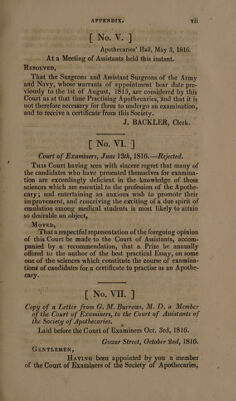 APPENDIX. vii
[ No. V. ]
Apothecaries' Hall, May 3, 1816.
At a Meeting of Assistants held this instant.
RESOLVED,
That the Surgeons and Assistant Surgeons of the Army
and Navy, whose warrants of appointment bear date pre-
viously to the 1st of August, 1815, are considered by this
Court as at that time Practising Apothecaries, and that it is
not therefore necessary for them to undergo an examination,
and to receive a certificate from this Society.
J. BACKLER, Clerk.
[ No. VI. ]
Court of Examiners, June 13th, 1816.—Rejected.
THIS Court having seen with sincere regret that many of
the candidates who have presented themselves for examina-
tion are exceedingly deficient in the knowledge of those
sciences which are essential to the profession of the Apothe-
cary; and entertaining an anxious wish to promote their
improvement, and conceiving the exciting of a due spirit of
emulation among medical students is most likely to attain
so desirable an object,
MOVED,
That a respectful representation of the foregoing opinion
of this Court be made to the Court of Assistants, accom-
panied by a recommendation, that a Prize be annually
offered to the author of the best practical Essay, on some
one of the sciences which constitute the course of examina-
tions of candidates for a certificate to practise as an Apothe-
cary.
[ No. VII. ]
Copy of a Letter from G. M. Burrows, M. D. a Member
of the Court of Examiners, to the Court of Assistants of
the Society of Apothecaries.
Laid before the Court of Examiners Oct. 3rd, 1816.
Gower Street, October 2nd, 1816.
GENTLEMEN,
HAVING been appointed by you a member
of the Court of Examiners of the Society of Apothecaries,